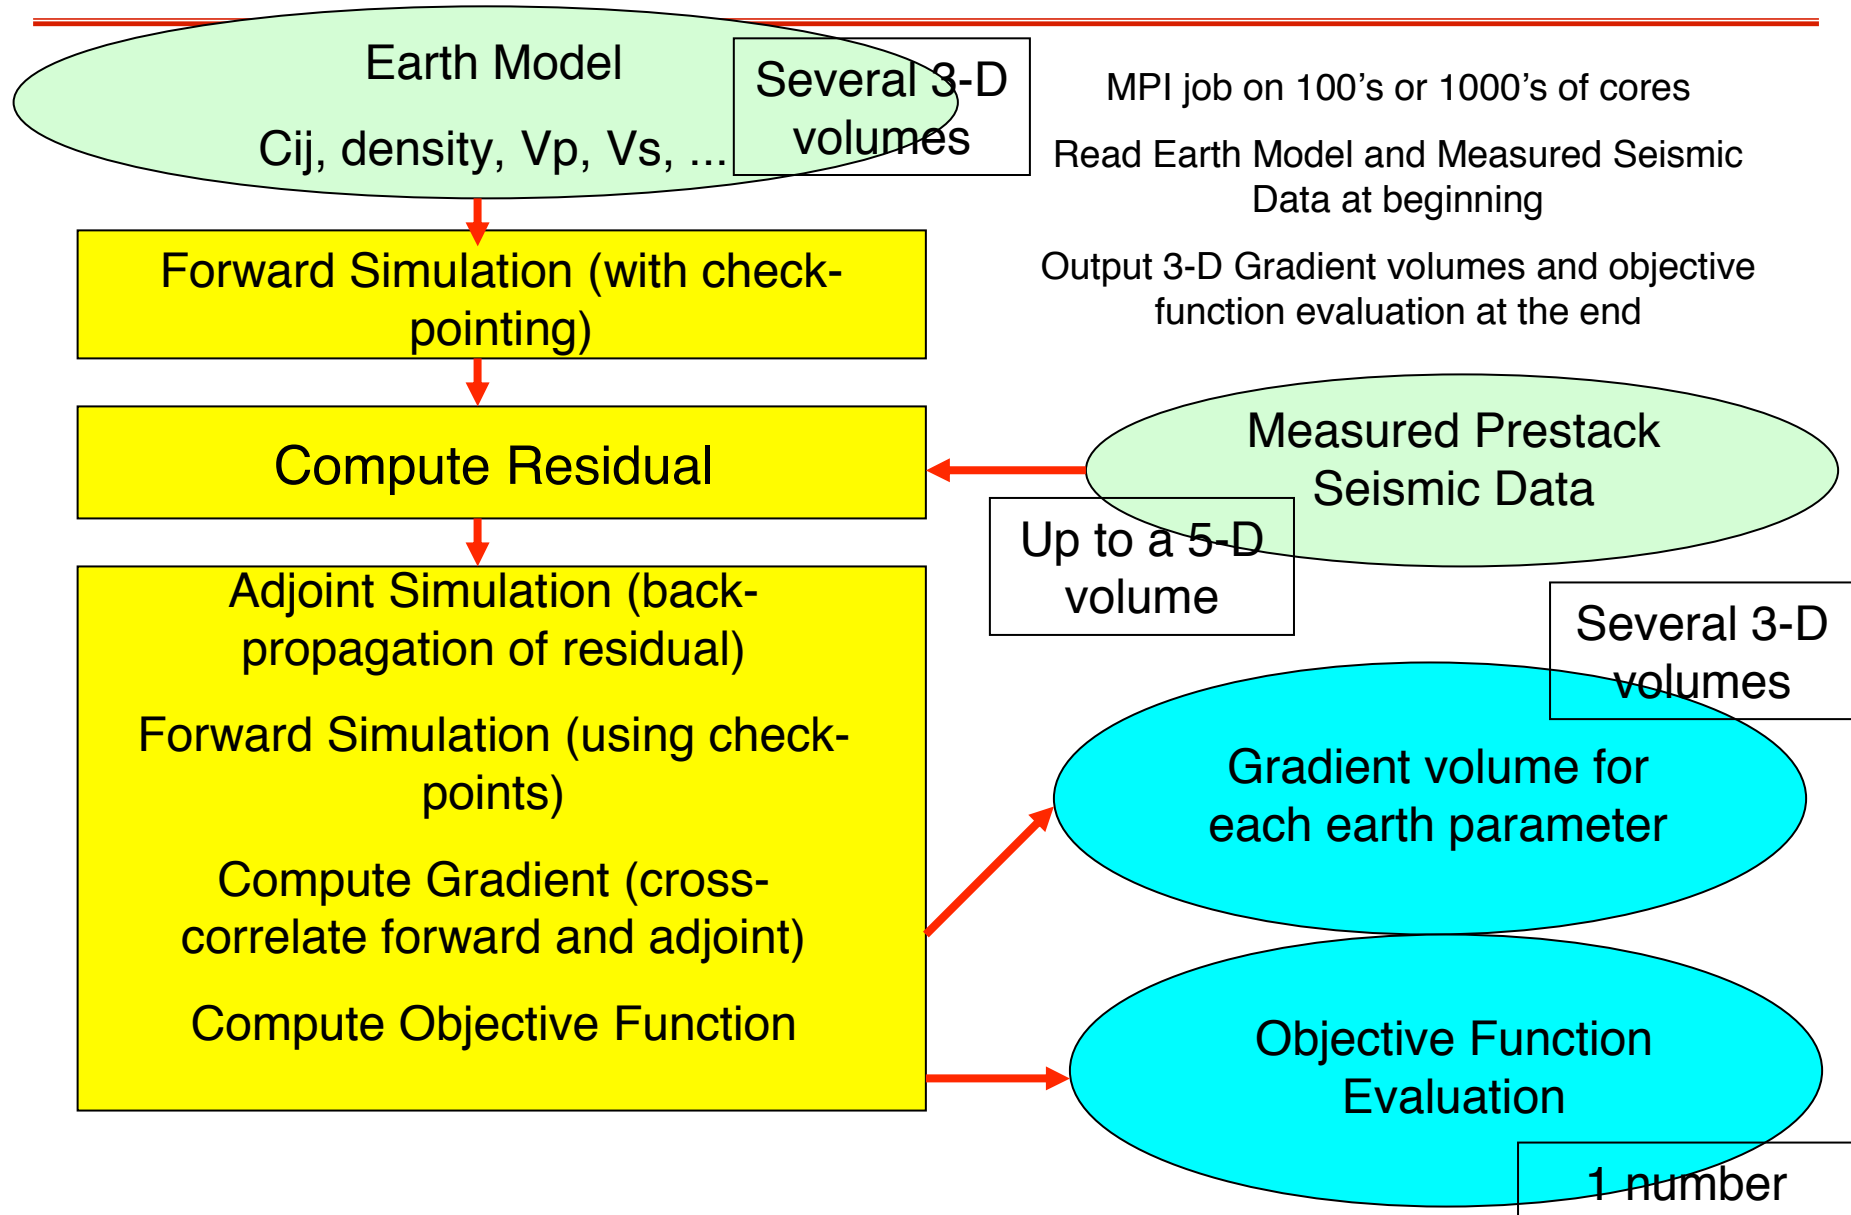 Earth Model
Cij, density, Vp, Vs, ...
Several 3-D
volumes
MPI job on 100's or 1000's of cores
Read Earth Model and Measured Seismic
Data at beginning
Output 3-D Gradient volumes and objective
function evaluation at the end
Forward Simulation (with check-
pointing)
Compute Residual
Measured Prestack
Seismic Data
Up to a 5-D
volume
Adjoint Simulation (back-
propagation of residual)
Forward Simulation (using check-
points)
Compute Gradient (cross-
correlate forward and adjoint)
Compute Objective Function
Several 3-D
volumes
Gradient volume for
each earth parameter
Objective Function
Evaluation
1 number